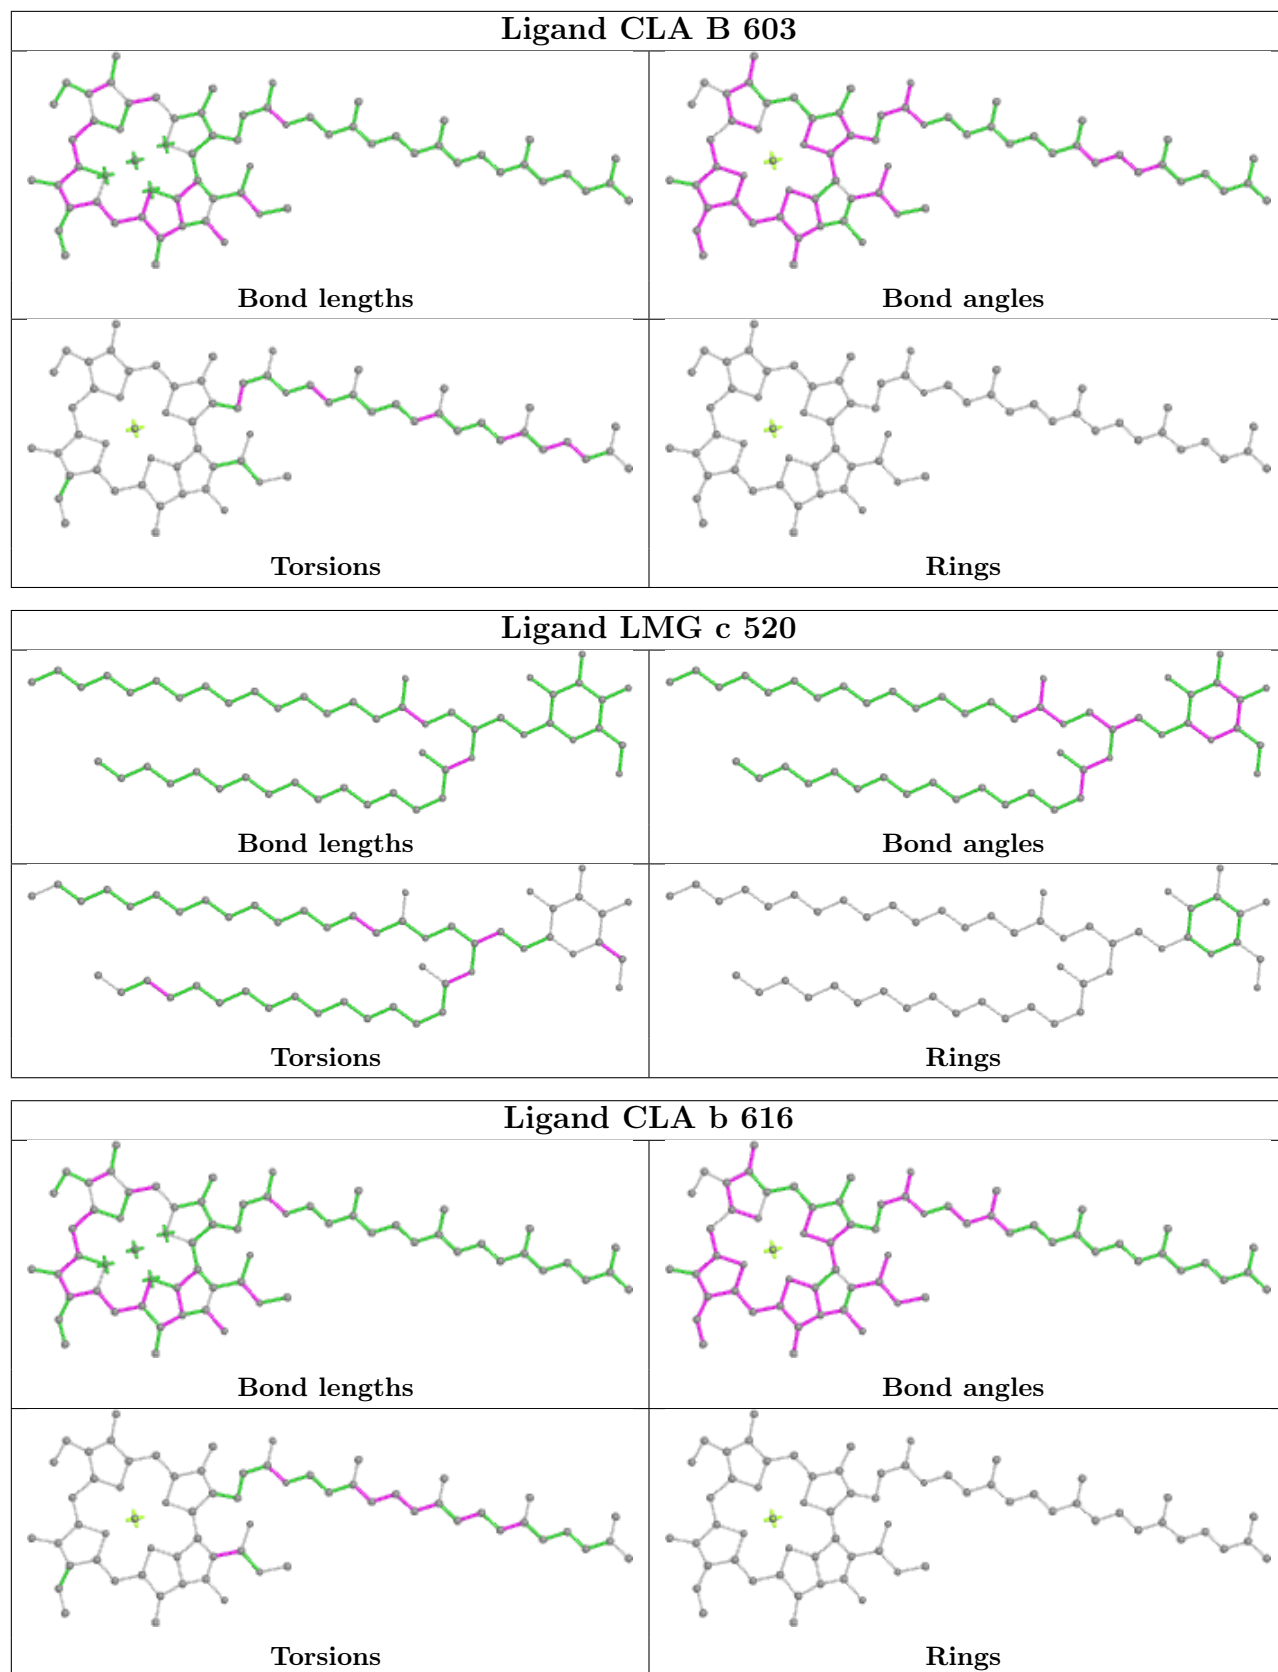 Ligand CLA B 603
Bond lengths
Bond angles
Torsions
Rings
Ligand LMG c 520
Bond lengths
Bond angles
Torsions
Rings
Ligand CLA b 616
Bond lengths
Bond angles
Torsions
Rings